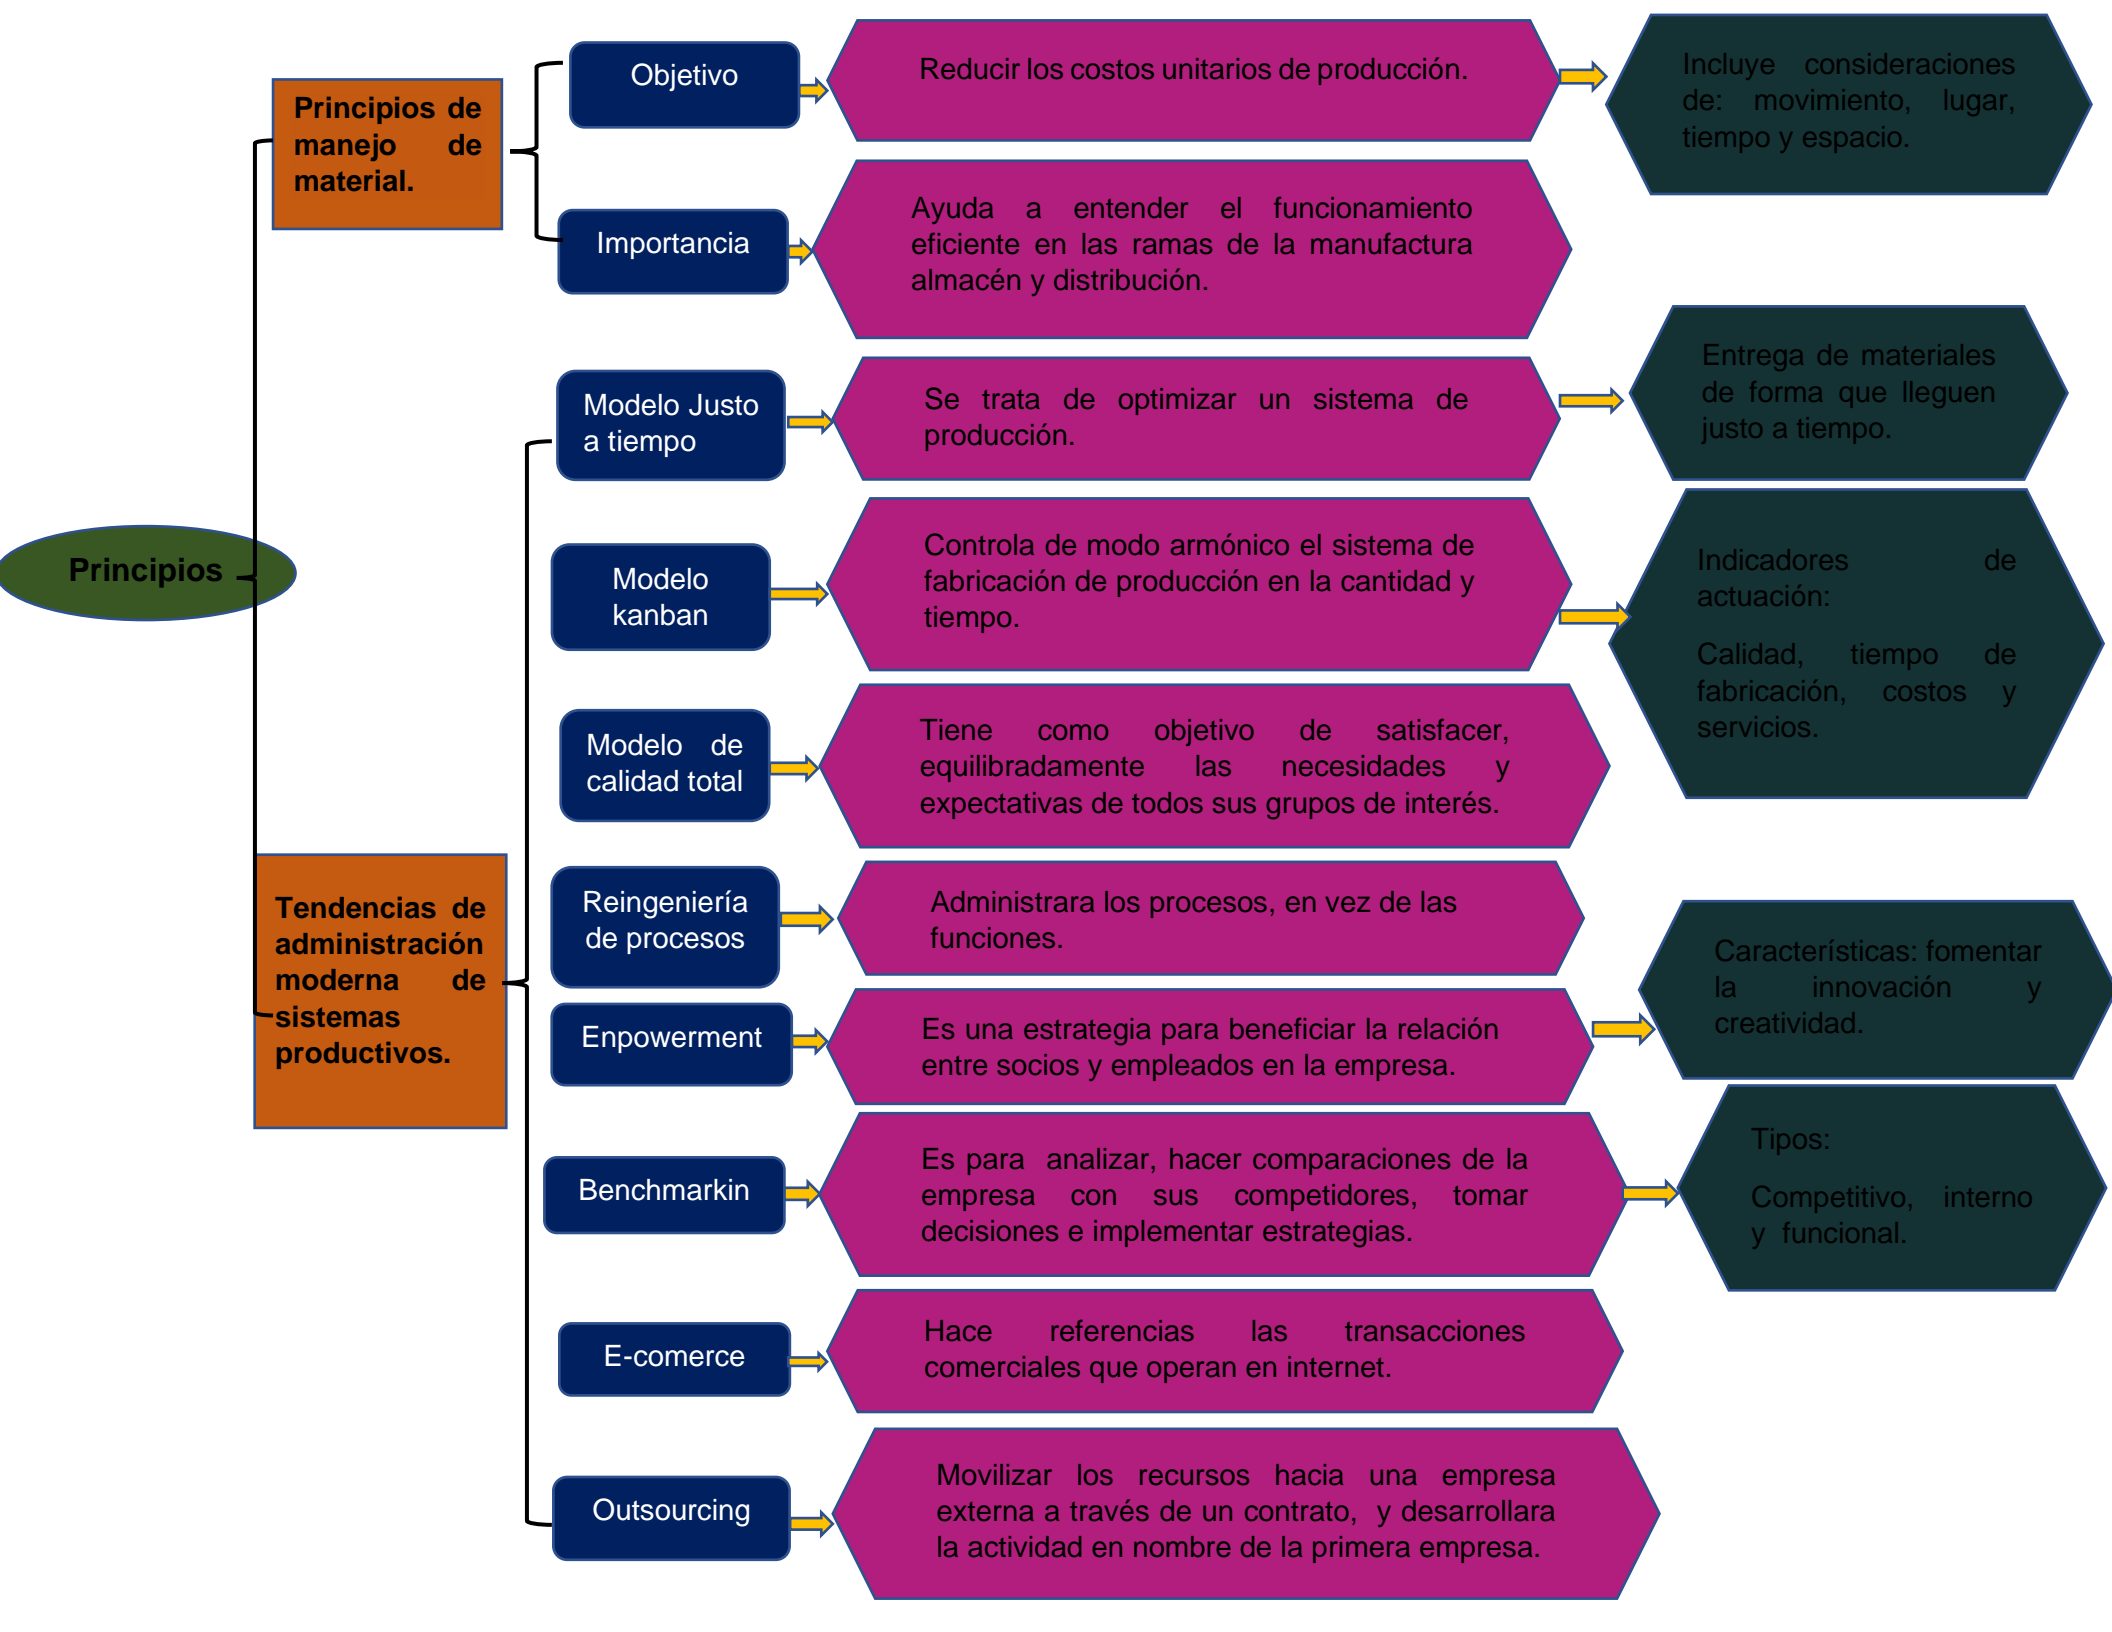 Principios
Principios de
manejo de
material.
Objetivo
Reducir los costos unitarios de producción.
Incluye consideraciones
de: movimiento, lugar,
tiempo y espacio.
Importancia
Ayuda a entender el funcionamiento
eficiente en las ramas de la manufactura
almacén y distribución.
Tendencias de
administración
moderna de
sistemas
productivos.
Modelo Justo
a tiempo
Se trata de optimizar un sistema de
producción.
Entrega de materiales
de forma que lleguen
justo a tiempo.
Modelo
kanban
Controla de modo armónico el sistema de
fabricación de producción en la cantidad y
tiempo.
Indicadores de
actuación:
Calidad, tiempo de
fabricación, costos y
servicios.
Modelo de
calidad total
Tiene como objetivo de satisfacer,
equilibradamente las necesidades y
expectativas de todos sus grupos de interés.
Reingeniería
de procesos
Administrara los procesos, en vez de las
funciones.
Enpowerment
Es una estrategia para beneficiar la relación
entre socios y empleados en la empresa.
Características: fomentar
la innovación y
creatividad.
Benchmarkin
Es para analizar, hacer comparaciones de la
empresa con sus competidores, tomar
decisiones e implementar estrategias.
Tipos:
Competitivo, interno
y funcional.
E-comerce
Hace referencias las transacciones
comerciales que operan en internet.
Outsourcing
Movilizar los recursos hacia una empresa
externa a través de un contrato, y desarrollara
la actividad en nombre de la primera empresa.